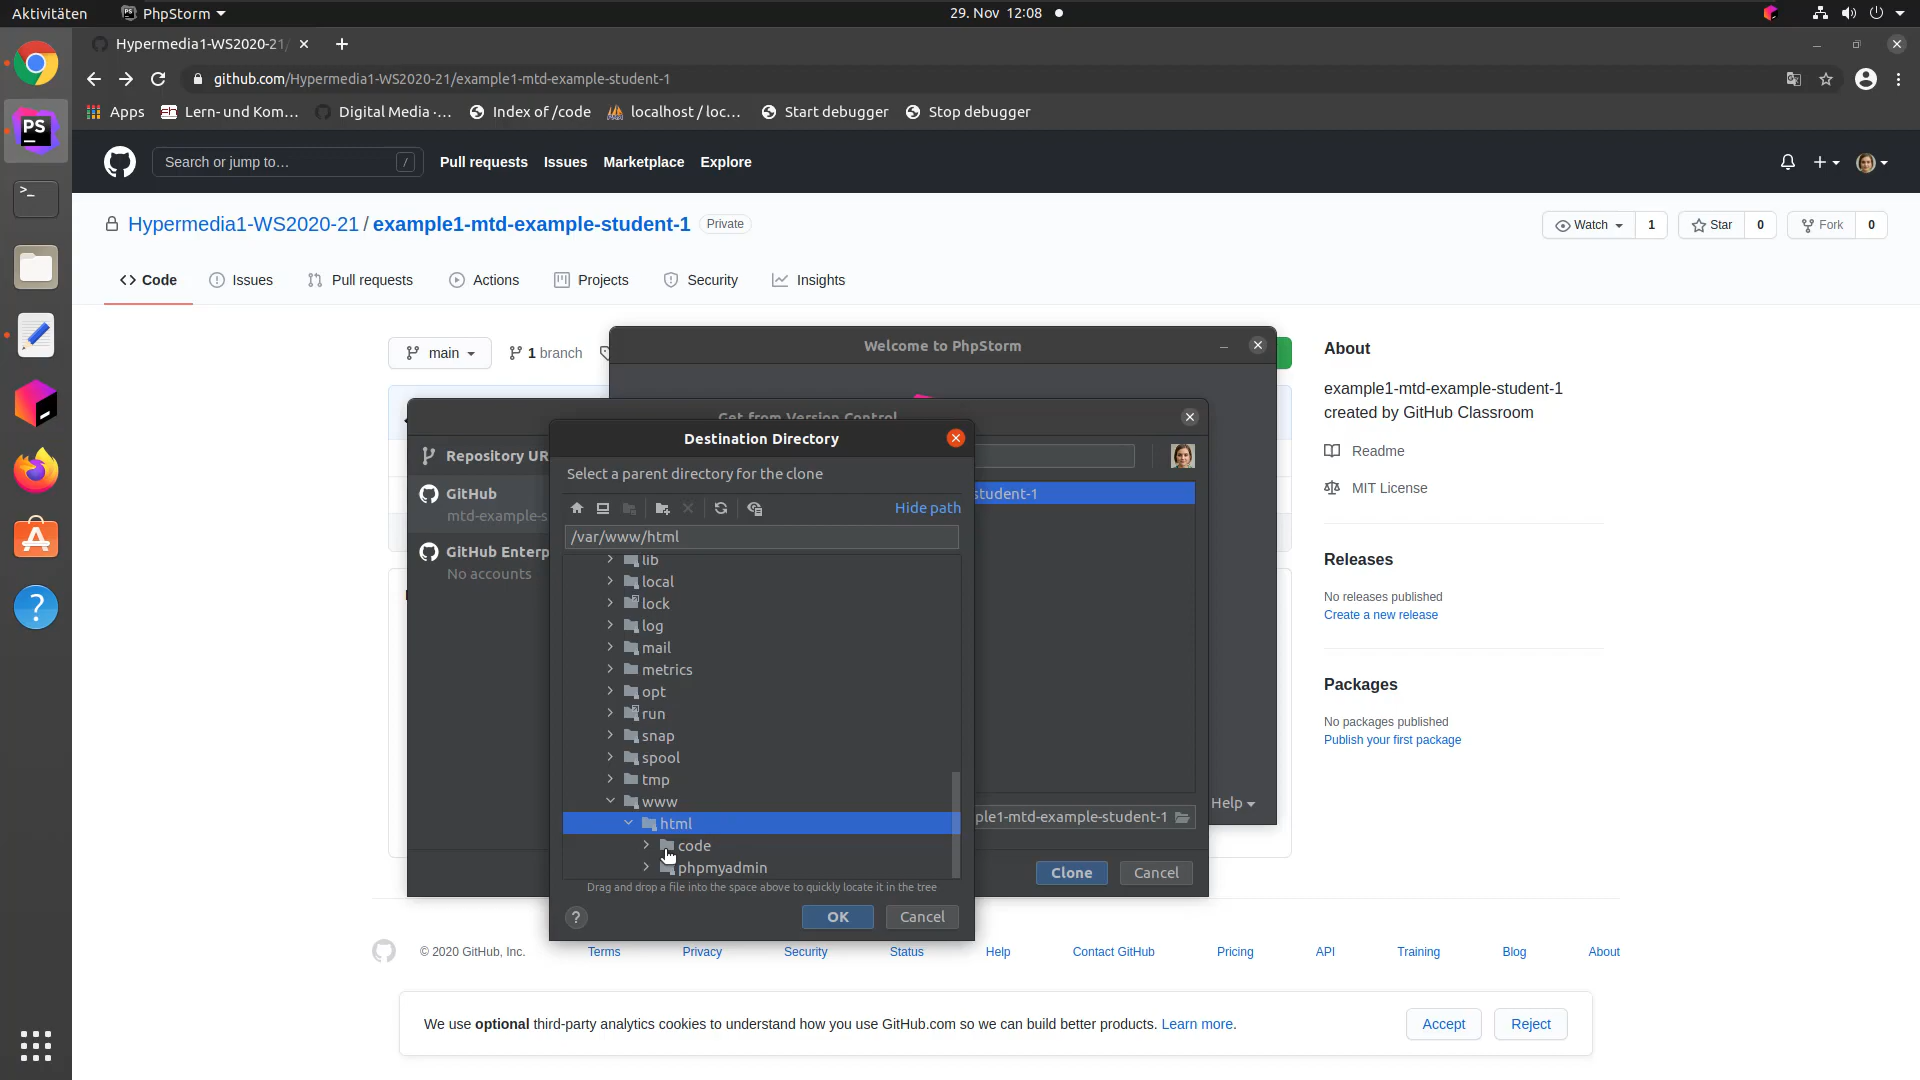 Aktivitäten
PhpStorm
29. Nov 12:08
Hypermedia1-WS2020-21/
github.com/Hypermedia1-WS2020-21/example1-mtd-example-student-1
Apps
Lern- und Kom…
Digital Media ·…
Index of /code
localhost / loc…
Start debugger
Stop debugger
Search or jump to…
/
Pull requests
Issues
Marketplace
Explore
Hypermedia1-WS2020-21 / example1-mtd-example-student-1
Private
Watch 1
Star 0
Fork 0
Code
Issues
Pull requests
Actions
Projects
Security
Insights
main
1 branch
Welcome to PhpStorm
Get from Version Control
Repository UR
GitHub
mtd-example-s
GitHub Enterp
No accounts
student-1
Help
ple1-mtd-example-student-1
Clone
Cancel
Destination Directory
Select a parent directory for the clone
Hide path
/var/www/html
lib
local
lock
log
mail
metrics
opt
run
snap
spool
tmp
www
html
code
phpmyadmin
Drag and drop a file into the space above to quickly locate it in the tree
?
OK
Cancel
About
example1-mtd-example-student-1
created by GitHub Classroom
Readme
MIT License
Releases
No releases published
Create a new release
Packages
No packages published
Publish your first package
© 2020 GitHub, Inc.
Terms
Privacy
Security
Status
Help
Contact GitHub
Pricing
API
Training
Blog
About
We use optional third-party analytics cookies to understand how you use GitHub.com so we can build better products. Learn more.
Accept
Reject
PS
>_
?